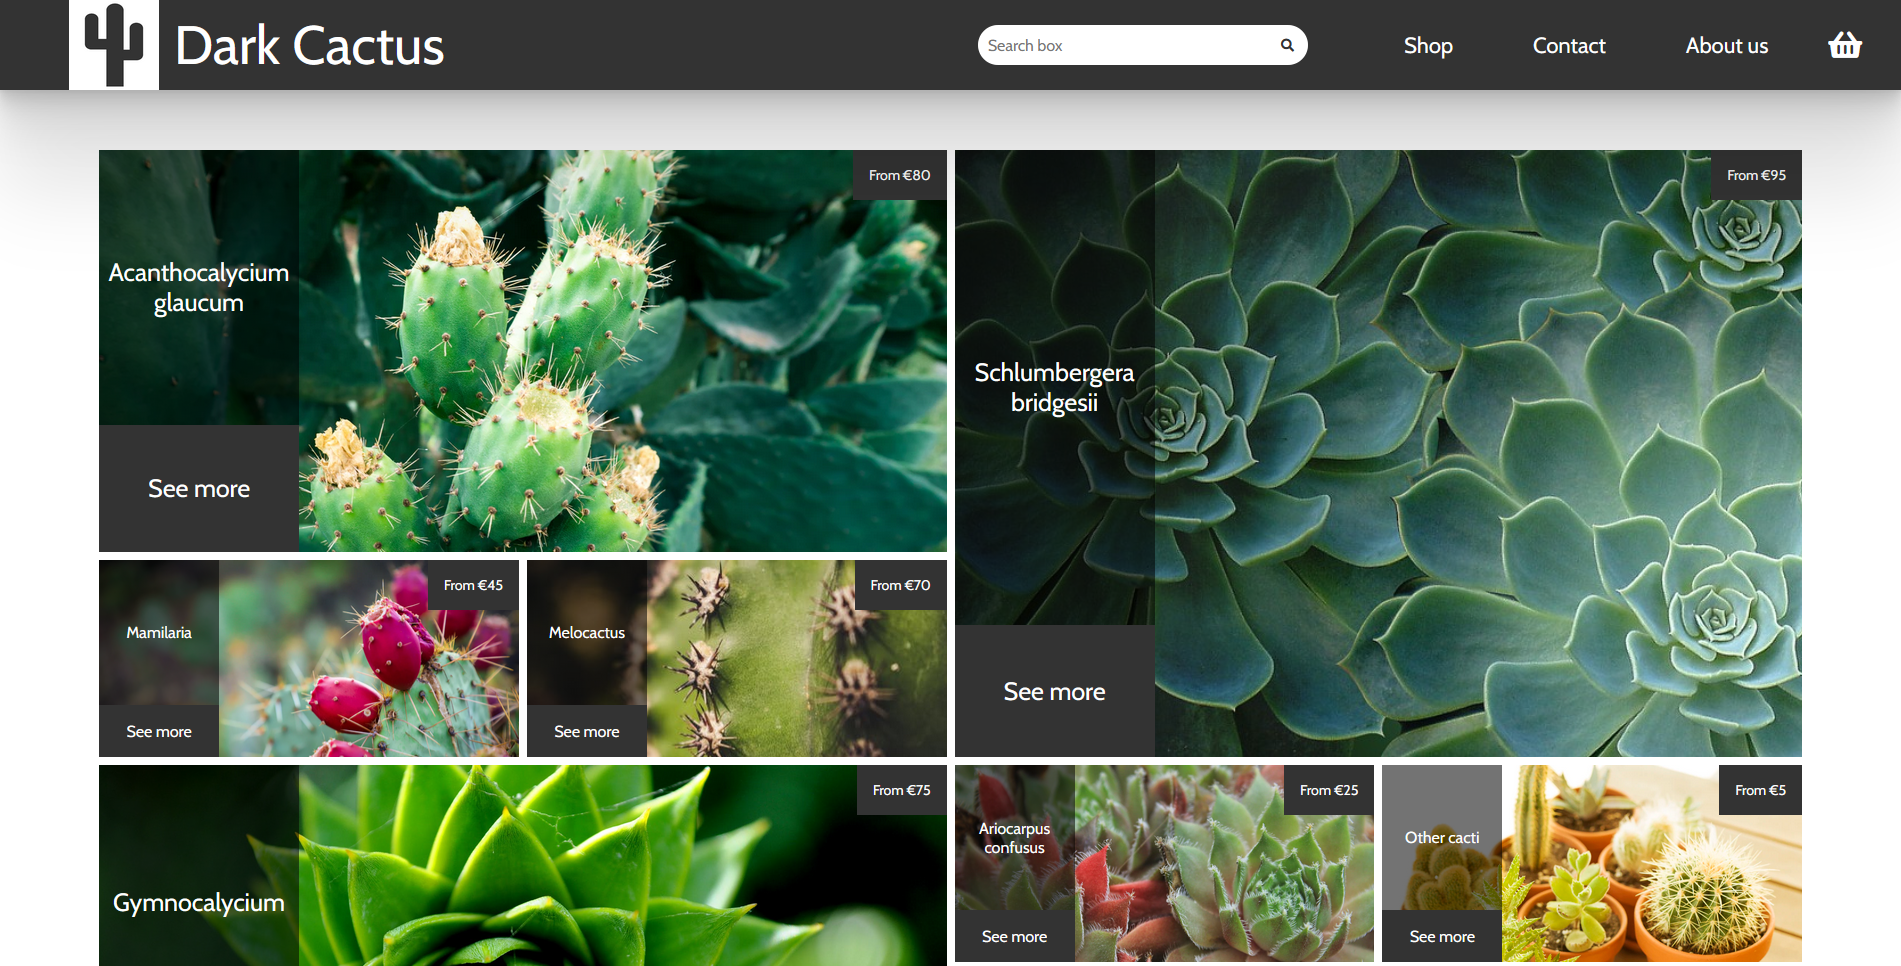 Dark Cactus
Search box
Shop
Contact
About us
From €80
Acanthocalycium
glaucum
See more
From €95
Schlumbergera
bridgesii
See more
From €45
Mamilaria
See more
From €70
Melocactus
See more
From €75
Gymnocalycium
From €25
Ariocarpus
confusus
See more
From €5
Other cacti
See more